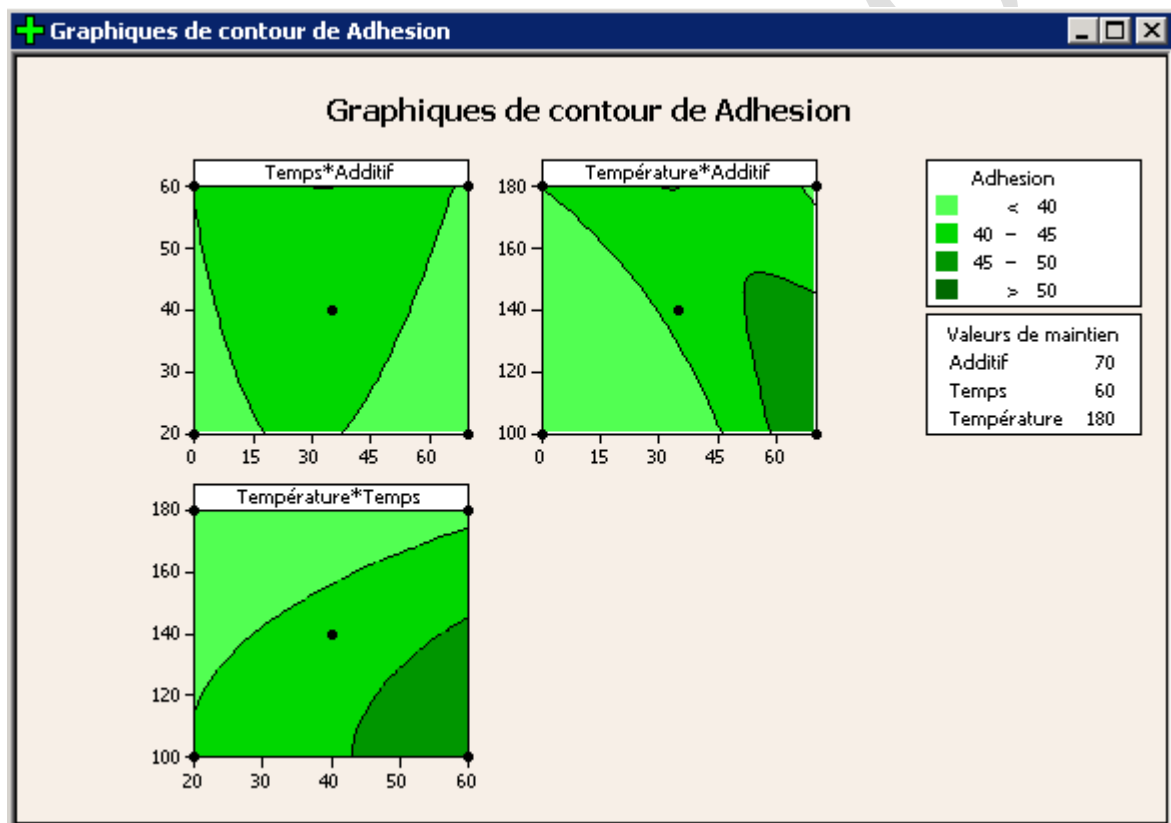 Graphiques de contour de Adhesion
Graphiques de contour de Adhesion
Temps*Additif
60
50
40
30
20
0 15 30 45 60
Température*Additif
180
160
140
120
100
0 15 30 45 60
Adhesion
< 40
40 – 45
45 – 50
> 50
Valeurs de maintien
Additif 70
Temps 60
Température 180
Température*Temps
180
160
140
120
100
20 30 40 50 60